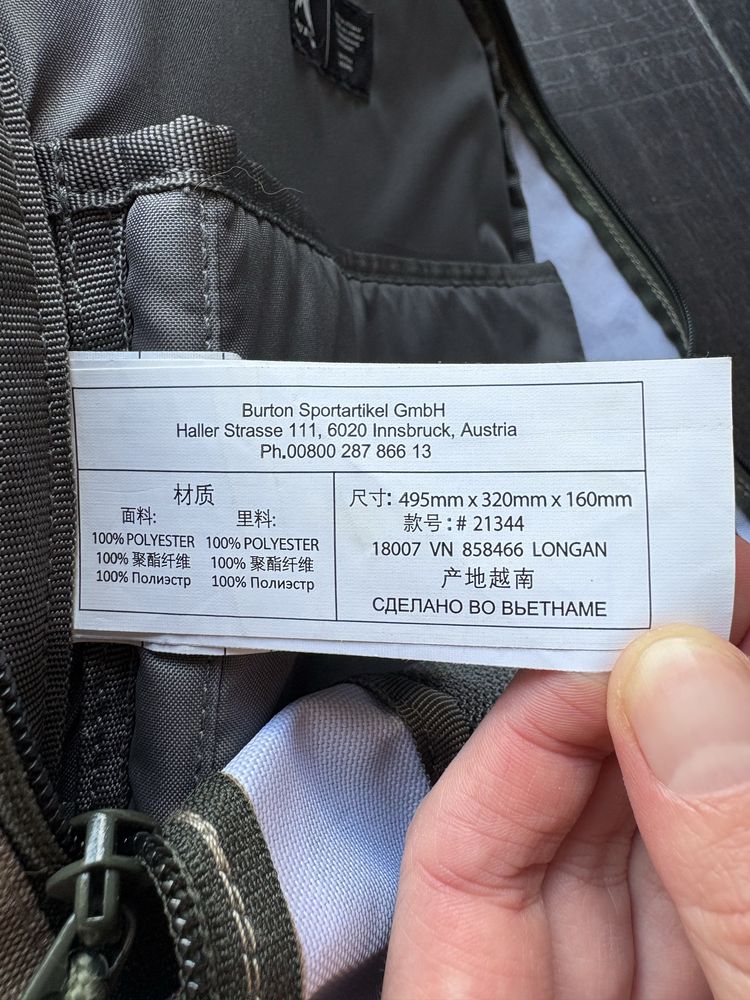 Burton Sportartikel GmbH
Haller Strasse 111, 6020 Innsbruck, Austria
Ph.00800 287 866 13
材质
面料: 里料:
100% POLYESTER 100% POLYESTER
100% 聚酯纤维 100% 聚酯纤维
100% Полиэстр 100% Полиэстр
尺寸: 495mm x 320mm x 160mm
款号: # 21344
18007 VN 858466 LONGAN
产地越南
СДЕЛАНО ВО ВЬЕТНАМЕ